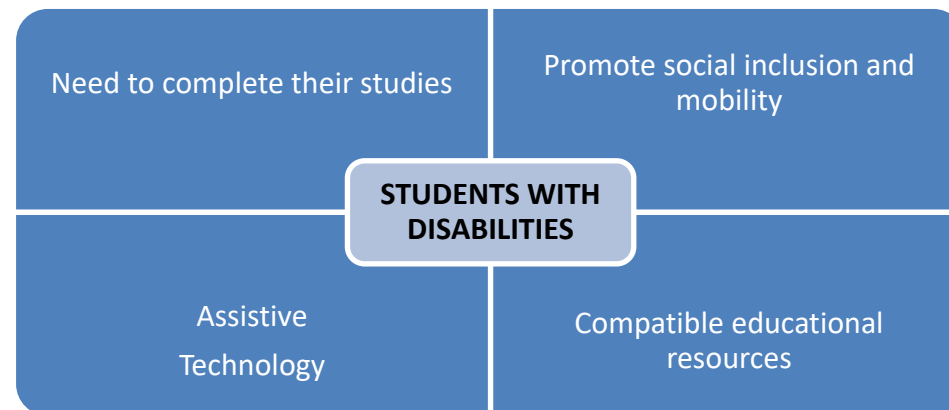 Need to complete their studies
Promote social inclusion and
mobility
STUDENTS WITH
DISABILITIES
Assistive
Technology
Compatible educational
resources